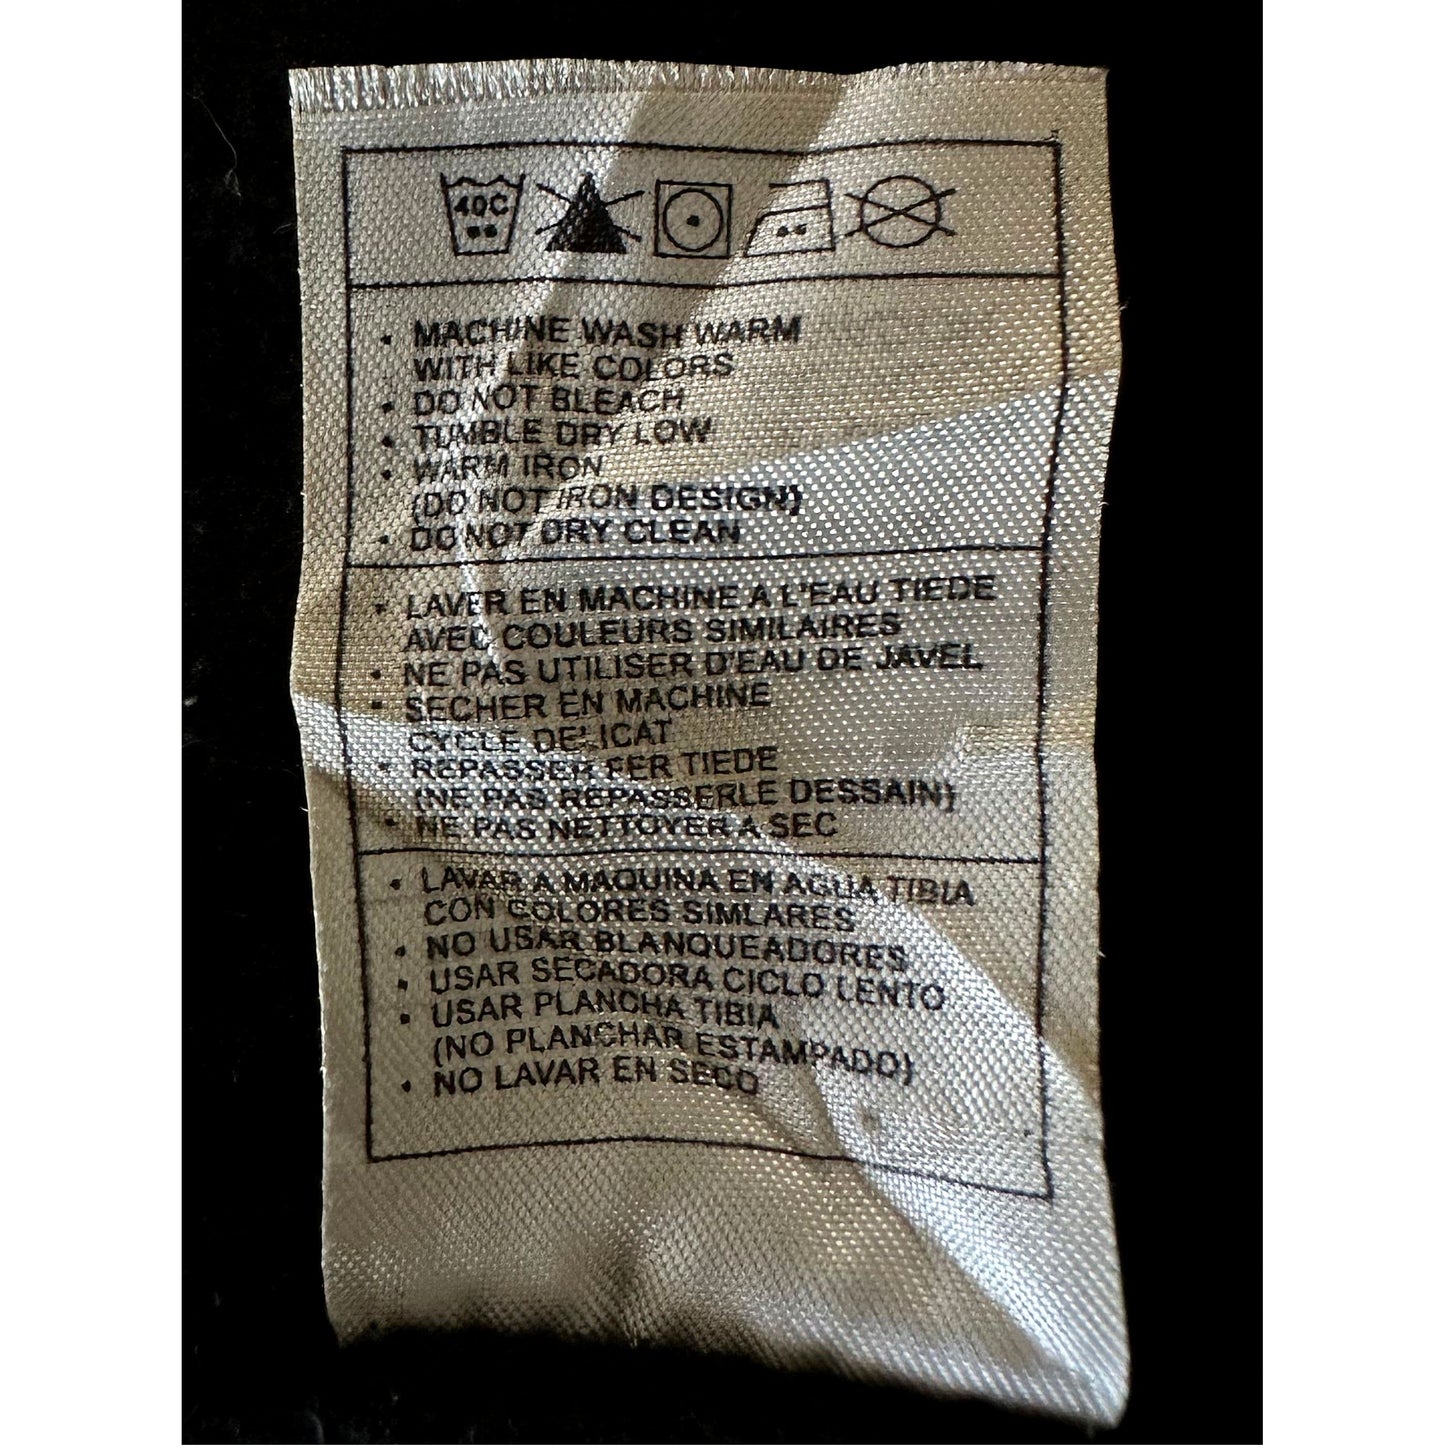 40C
• MACHINE WASH WARM
WITH LIKE COLORS
• DO NOT BLEACH
• TUMBLE DRY LOW
• WARM IRON
(DO NOT IRON DESIGN)
• DO NOT DRY CLEAN
• LAVER EN MACHINE A L'EAU TIEDE
AVEC COULEURS SIMILAIRES
• NE PAS UTILISER D'EAU DE JAVEL
• SECHER EN MACHINE
CYCLE DELICAT
• REPASSER FER TIEDE
(NE PAS REPASSERLE DESSAIN)
• NE PAS NETTOYER A SEC
• LAVAR A MAQUINA EN AGUA TIBIA
CON COLORES SIMLARES
• NO USAR BLANQUEADORES
• USAR SECADORA CICLO LENTO
• USAR PLANCHA TIBIA
(NO PLANCHAR ESTAMPADO)
• NO LAVAR EN SECO